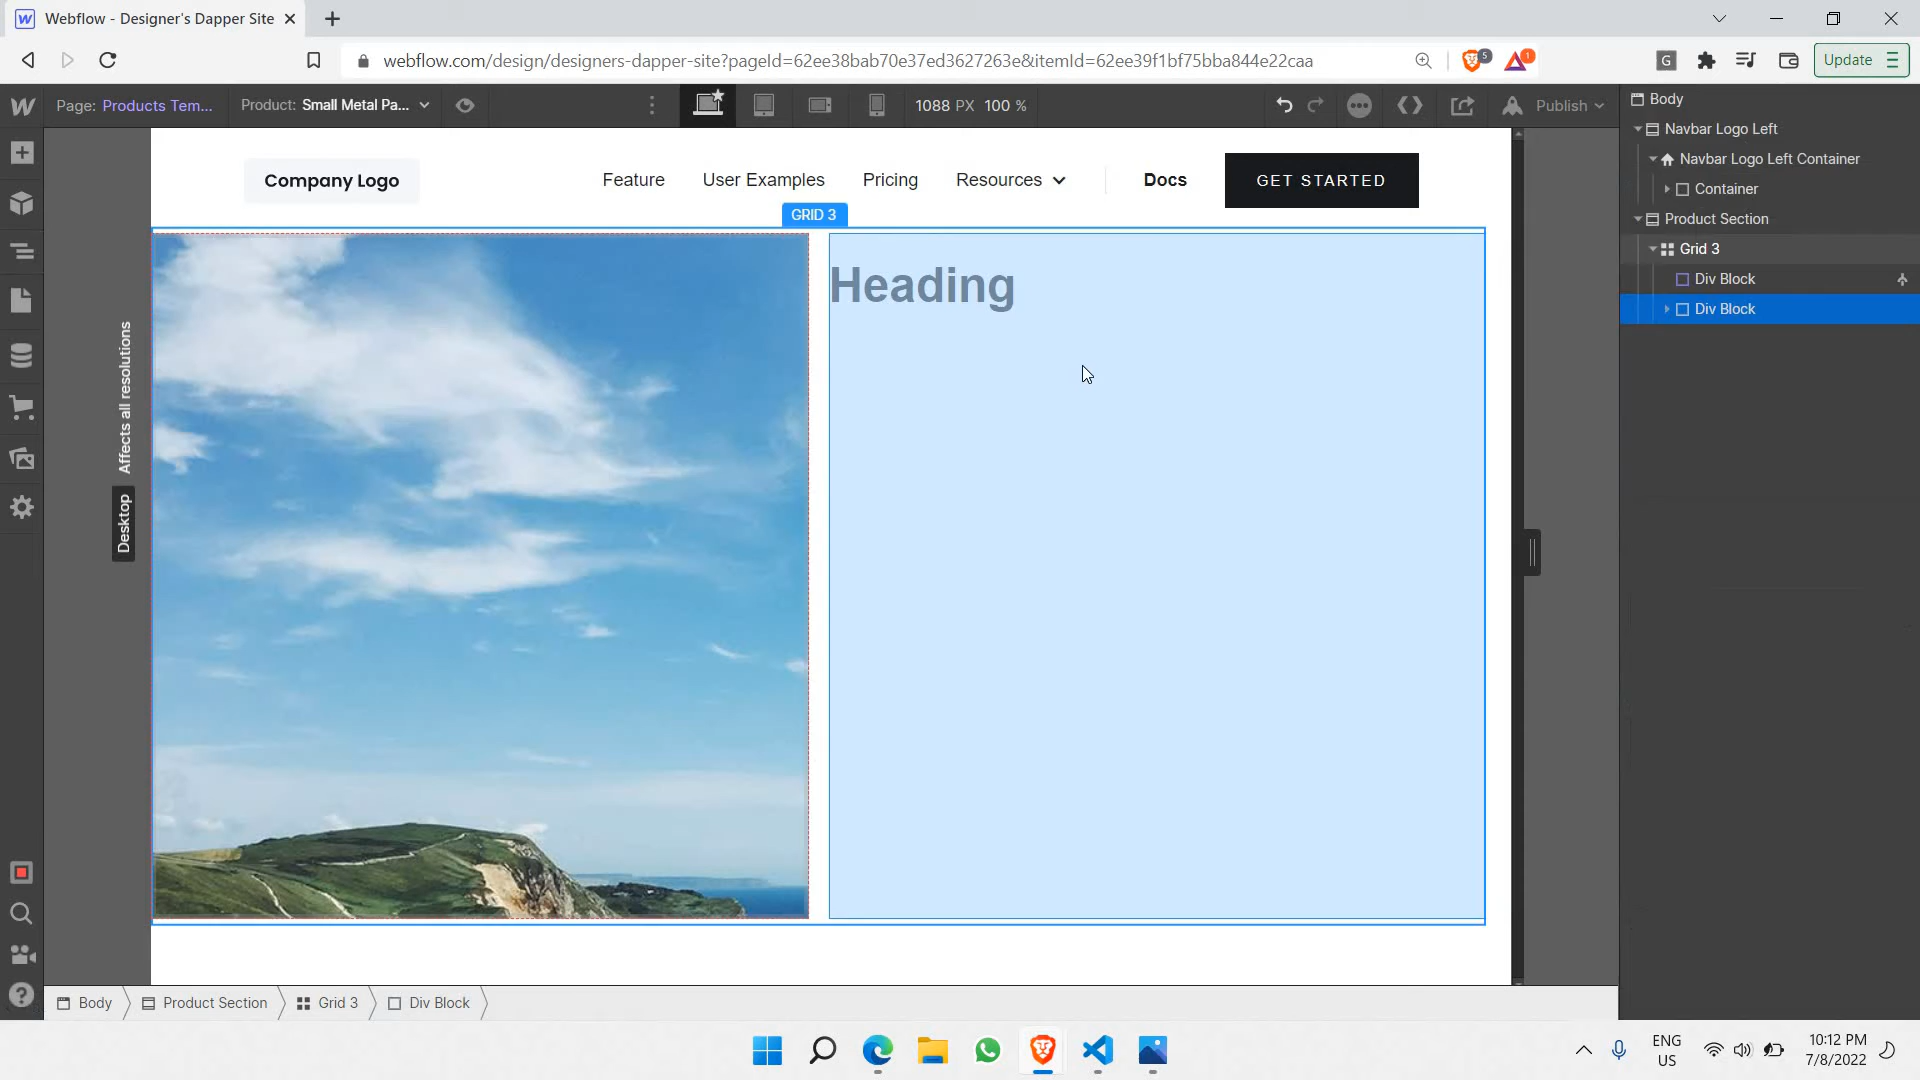 Webflow - Designer's Dapper Site
webflow.com/design/designers-dapper-site?pageId=62ee38bab70e37ed3627263e&itemId=62ee39f1bf75bba844e22caa
5
1
G
Update
Page: Products Tem...
Product: Small Metal Pa...
1088 PX 100 %
Publish
Company Logo
Feature
User Examples
Pricing
Resources
Docs
GET STARTED
GRID 3
Heading
Affects all resolutions
Desktop
Body
Navbar Logo Left
Navbar Logo Left Container
Container
Product Section
Grid 3
Div Block
Div Block
Body
Product Section
Grid 3
Div Block
ENG
US
10:12 PM
7/8/2022